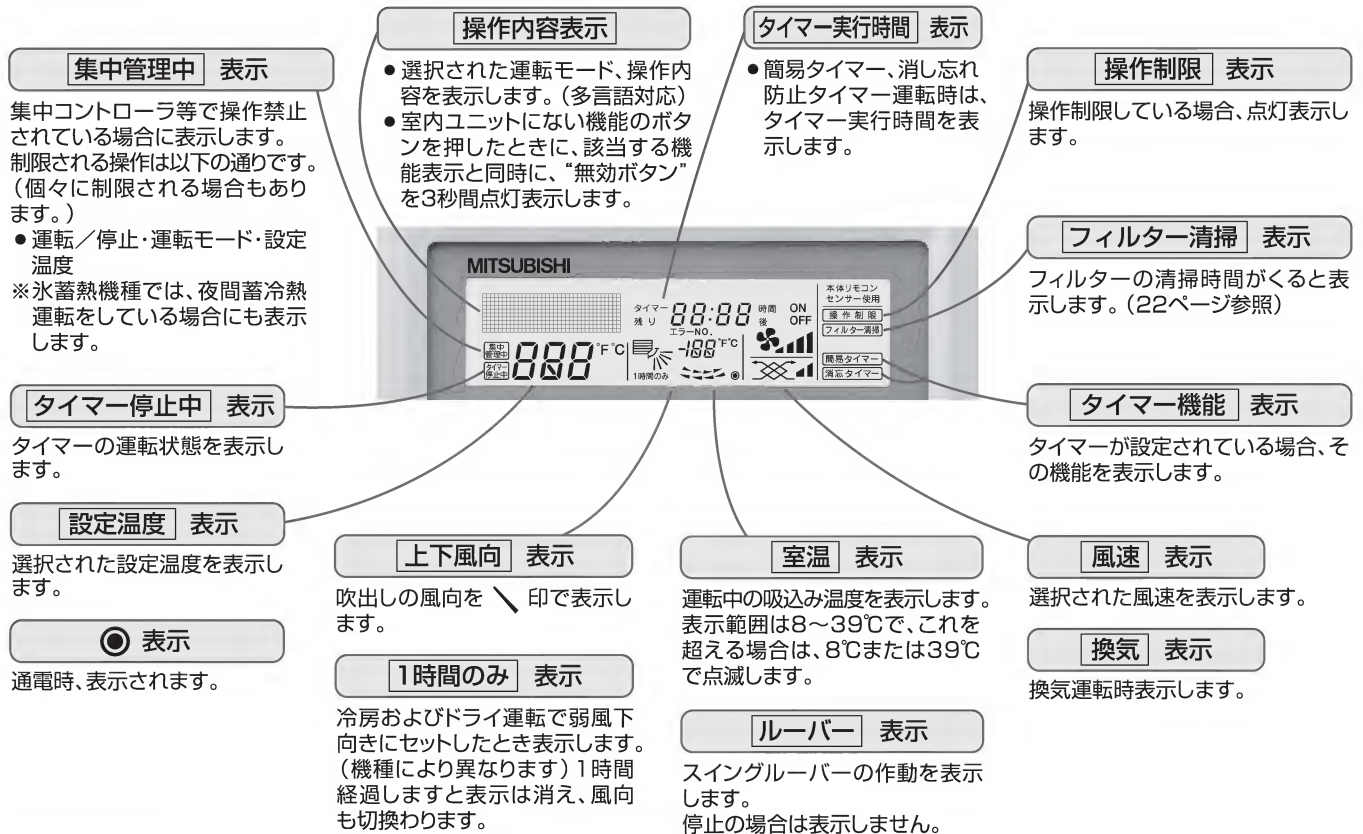 集中管理中 表示
集中コントローラ等で操作禁止
されている場合に表示します。
制限される操作は以下の通りです。
(個々に制限される場合もあり
ます。)
●運転/停止・運転モード・設定
温度
※氷蓄熱機種では、夜間蓄冷熱
運転をしている場合にも表示
します。
タイマー停止中 表示
タイマーの運転状態を表示し
ます。
設定温度 表示
選択された設定温度を表示し
ます。
◉ 表示
通電時、表示されます。
操作内容表示
●選択された運転モード、操作内
容を表示します。(多言語対応)
●室内ユニットにない機能のボタ
ンを押したときに、該当する機
能表示と同時に、“無効ボタン”
を3秒間点灯表示します。
タイマー実行時間 表示
●簡易タイマー、消し忘れ
防止タイマー運転時は、
タイマー実行時間を表
示します。
操作制限 表示
操作制限している場合、点灯表示し
ます。
フィルター清掃 表示
フィルターの清掃時間がくると表
示します。(22ページ参照)
タイマー機能 表示
タイマーが設定されている場合、そ
の機能を表示します。
MITSUBISHI
タイマー 88:88 時間 ON
残り 後 OFF
エラーNO.
集中
管理中
タイマー
停止中
888 °F °C
1時間のみ
-188 °F°C
本体リモコン
センサー使用
操作制限
フィルター清掃
簡易タイマー
消忘タイマー
上下風向 表示
吹出しの風向を \ 印で表示し
ます。
1時間のみ 表示
冷房およびドライ運転で弱風下
向きにセットしたとき表示します。
(機種により異なります)1時間
経過しますと表示は消え、風向
も切換わります。
室温 表示
運転中の吸込み温度を表示します。
表示範囲は8～39℃で、これを
超える場合は、8℃または39℃
で点滅します。
ルーバー 表示
スイングルーバーの作動を表示
します。
停止の場合は表示しません。
風速 表示
選択された風速を表示します。
換気 表示
換気運転時表示します。